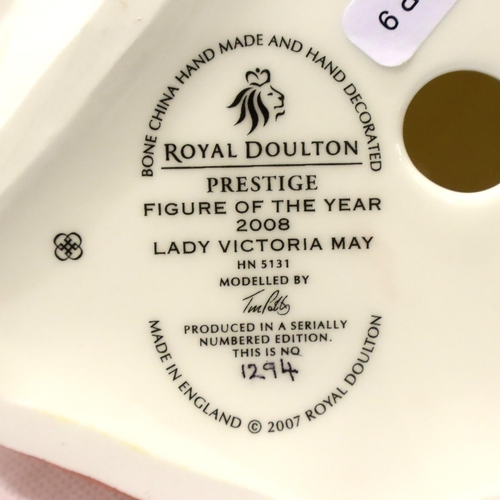 BONE CHINA HAND MADE AND HAND DECORATED
ROYAL DOULTON
PRESTIGE
FIGURE OF THE YEAR
2008
LADY VICTORIA MAY
HN 5131
MODELLED BY
PRODUCED IN A SERIALLY
NUMBERED EDITION.
THIS IS NO
1294
MADE IN ENGLAND © 2007 ROYAL DOULTON